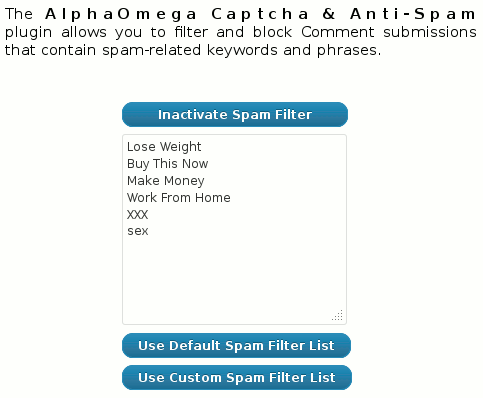 The AlphaOmega Captcha & Anti-Spam
plugin allows you to filter and block Comment submissions
that contain spam-related keywords and phrases.
Inactivate Spam Filter
Lose Weight
Buy This Now
Make Money
Work From Home
XXX
sex
Use Default Spam Filter List
Use Custom Spam Filter List